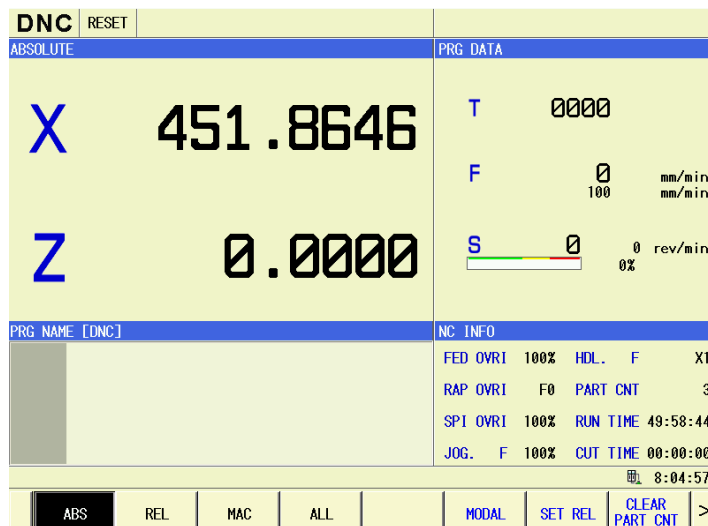 DNC RESET
ABSOLUTE
X 451.8646
Z 0.0000
PRG DATA
T 0000
F 0 mm/min
100 mm/min
S 0 0 rev/min
0%
PRG NAME [DNC]
NC INFO
FED OVRI 100% HDL. F X1
RAP OVRI F0 PART CNT 3
SPI OVRI 100% RUN TIME 49:58:44
JOG. F 100% CUT TIME 00:00:00
8:04:57
ABS REL MAC ALL MODAL SET REL CLEAR PART CNT >